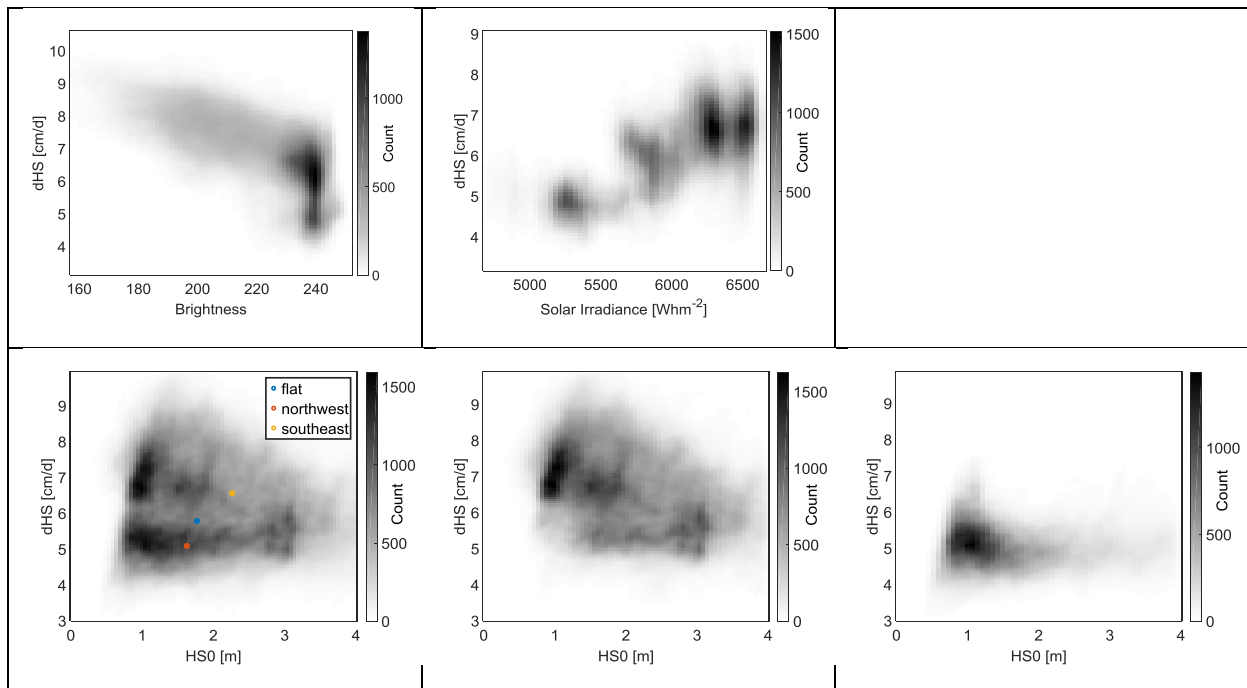 10
9
8
7
6
5
4
dHS [cm/d]
160 180 200 220 240
Brightness
1000
500
0
Count
9
8
7
6
5
4
dHS [cm/d]
5000 5500 6000 6500
Solar Irradiance [Whm-2]
1500
1000
500
0
Count
9
8
7
6
5
4
3
dHS [cm/d]
flat
northwest
southeast
0 1 2 3 4
HS0 [m]
1500
1000
500
0
Count
9
8
7
6
5
4
3
dHS [cm/d]
0 1 2 3 4
HS0 [m]
1500
1000
500
0
Count
9
8
7
6
5
4
3
dHS [cm/d]
0 1 2 3 4
HS0 [m]
1000
500
0
Count